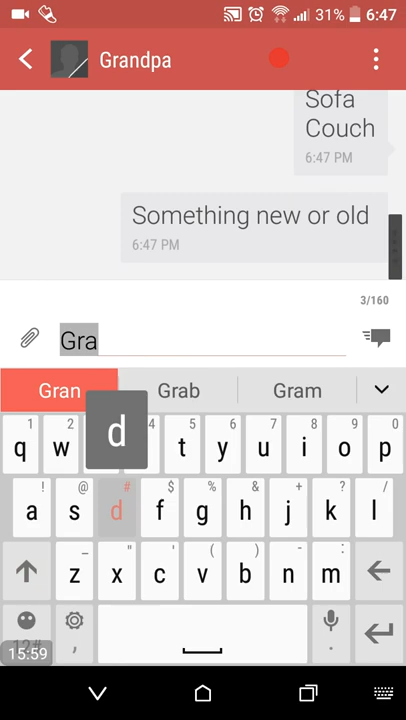 31% 6:47
Grandpa
Sofa
Couch
6:47 PM
Something new or old
6:47 PM
3/160
Gra
Gran Grab Gram
d
1 2 4 5 6 7 8 9 0
q w t y u i o p
! @ # $ % & + ? /
a s d f g h j k l
_ " ' ( ) - :
z x c v b n m
12#
15:59 , .